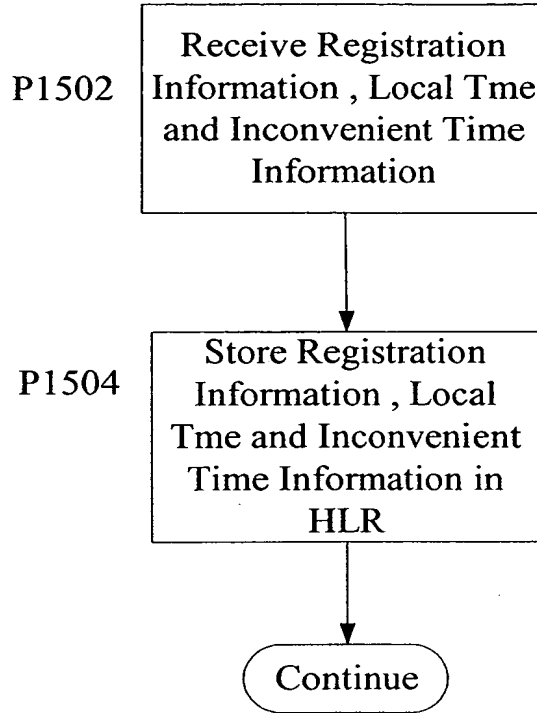 P1502
Receive Registration
Information , Local Tme
and Inconvenient Time
Information
P1504
Store Registration
Information , Local
Tme and Inconvenient
Time Information in
HLR
Continue